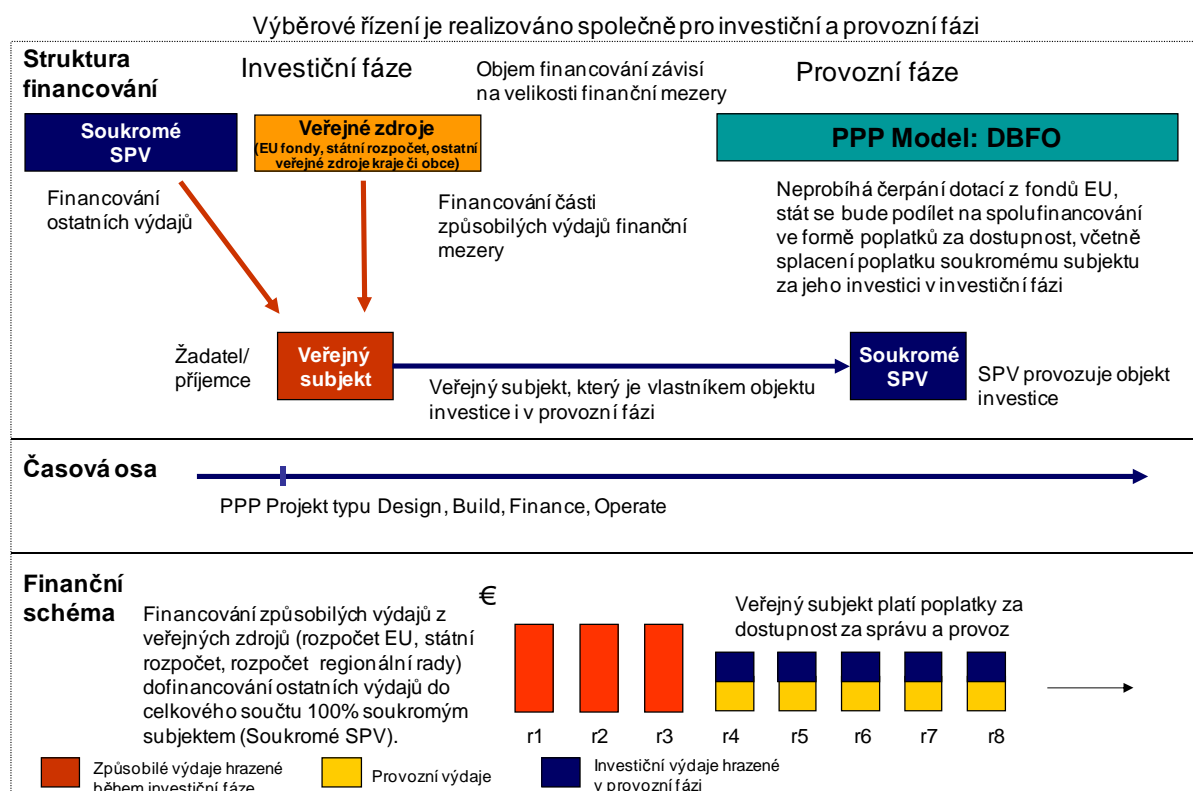 Výběrové řízení je realizováno společně pro investiční a provozní fázi
Struktura
financování
Investiční fáze
Objem financování závisí
na velikosti finanční mezery
Provozní fáze
Soukromé
SPV
Veřejné zdroje
(EU fondy, státní rozpočet, ostatní
veřejné zdroje kraje či obce)
PPP Model: DBFO
Financování
ostatních výdajů
Financování části
způsobilých výdajů finanční
mezery
Neprobíhá čerpání dotací z fondů EU,
stát se bude podílet na spolufinancování
ve formě poplatků za dostupnost, včetně
splacení poplatku soukromému subjektu
za jeho investici v investiční fázi
Žadatel/
příjemce
Veřejný
subjekt
Veřejný subjekt, který je vlastníkem objektu
investice i v provozní fázi
Soukromé
SPV
SPV provozuje objekt
investice
Časová osa
PPP Projekt typu Design, Build, Finance, Operate
Finanční
schéma
Financování způsobilých výdajů z
veřejných zdrojů (rozpočet EU, státní
rozpočet, rozpočet regionální rady)
dofinancování ostatních výdajů do
celkového součtu 100% soukromým
subjektem (Soukromé SPV).
€
Veřejný subjekt platí poplatky za
dostupnost za správu a provoz
r1 r2 r3 r4 r5 r6 r7 r8
Způsobilé výdaje hrazené
během investiční fáze
Provozní výdaje
Investiční výdaje hrazené
v provozní fázi